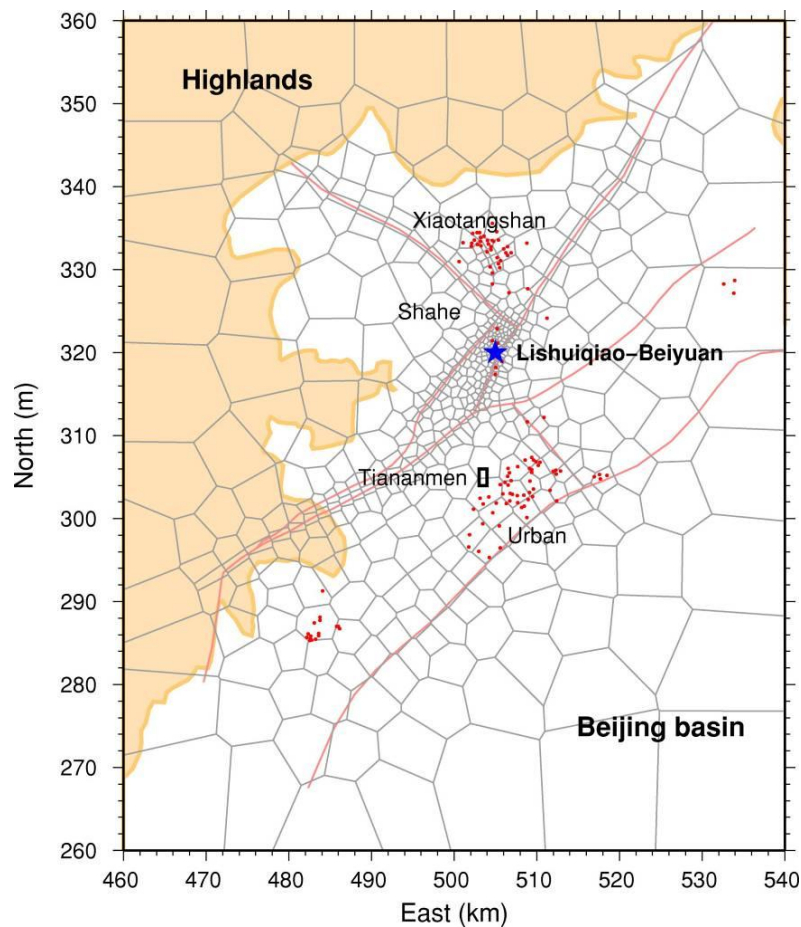 360
350
340
330
320
310
300
290
280
270
260
North (m)
Highlands
Xiaotangshan
Shahe
Lishuiqiao–Beiyuan
Tiananmen
Urban
Beijing basin
460 470 480 490 500 510 520 530 540
East (km)